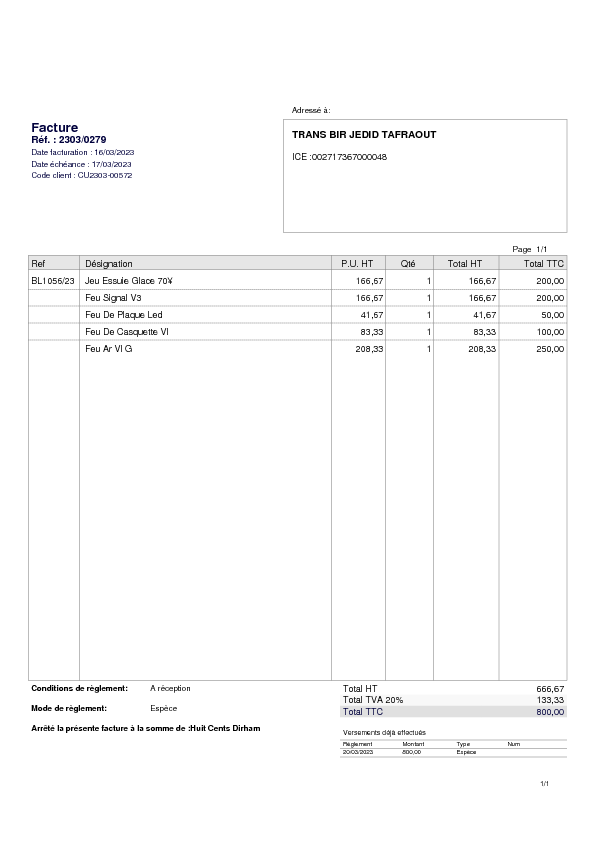 Adressé à:
Facture
Réf. : 2303/0279
Date facturation : 16/03/2023
Date échéance : 17/03/2023
Code client : CU2303-00572
TRANS BIR JEDID TAFRAOUT
ICE :002717367000048
Page 1/1
Ref Désignation P.U. HT Qté Total HT Total TTC
BL1056/23 Jeu Essuie Glace 70¥ 166,67 1 166,67 200,00
Feu Signal V3 166,67 1 166,67 200,00
Feu De Plaque Led 41,67 1 41,67 50,00
Feu De Casquette Vl 83,33 1 83,33 100,00
Feu Ar Vl G 208,33 1 208,33 250,00
Conditions de règlement: A réception
Mode de règlement: Espèce
Arrêté la présente facture à la somme de :Huit Cents Dirham
Total HT 666,67
Total TVA 20% 133,33
Total TTC 800,00
Versements déjà effectués
Règlement Montant Type Num
20/03/2023 800,00 Espèce
1/1